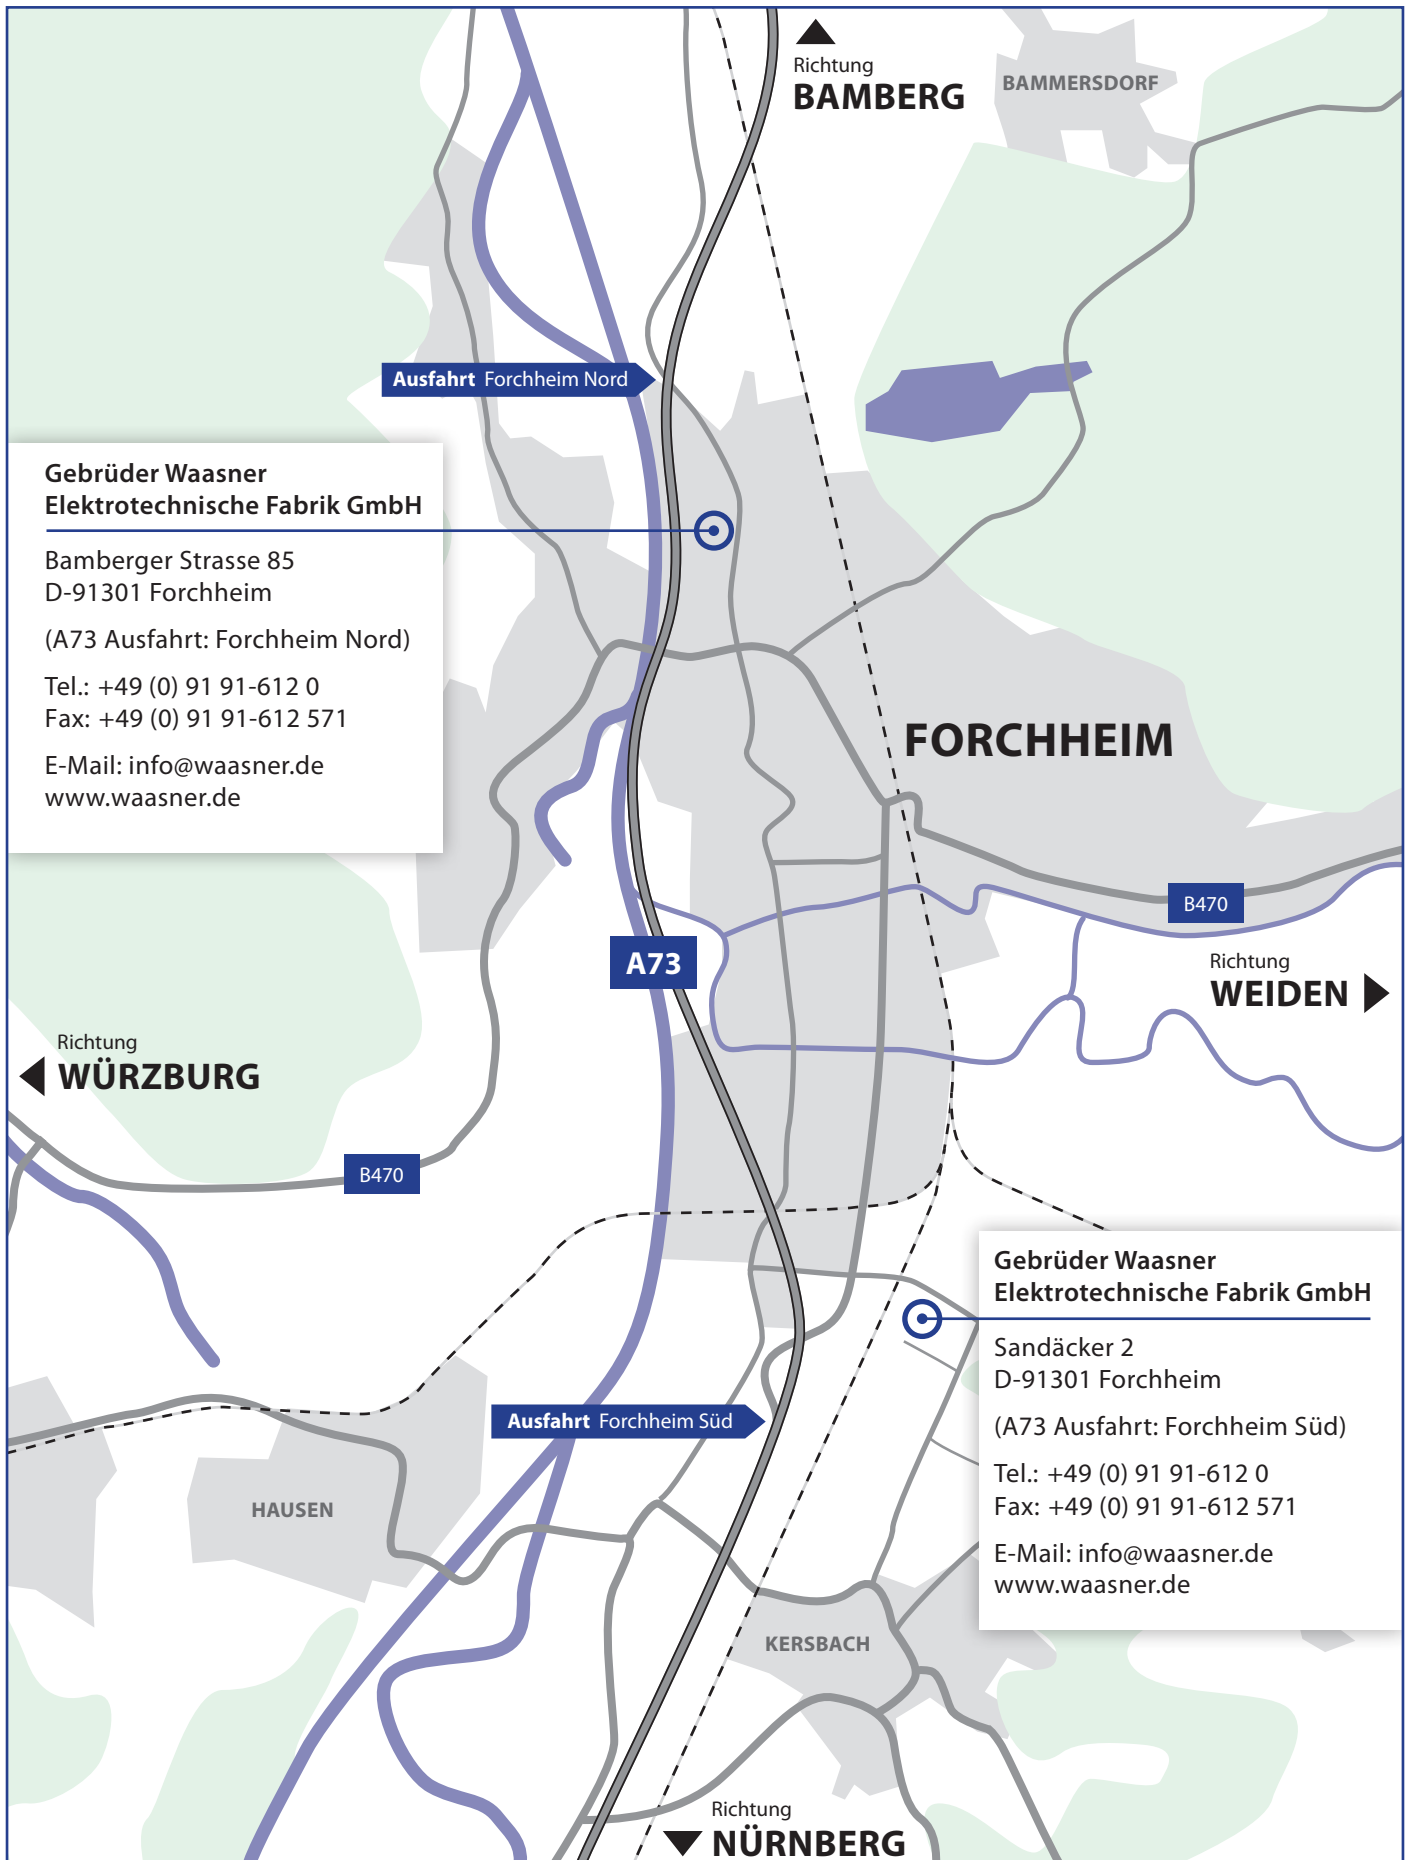 Richtung
BAMBERG
BAMMERSDORF
Ausfahrt Forchheim Nord
Gebrüder Waasner
Elektrotechnische Fabrik GmbH
Bamberger Strasse 85
D-91301 Forchheim
(A73 Ausfahrt: Forchheim Nord)
Tel.: +49 (0) 91 91-612 0
Fax: +49 (0) 91 91-612 571
E-Mail: info@waasner.de
www.waasner.de
FORCHHEIM
B470
A73
Richtung
WEIDEN
Richtung
WÜRZBURG
B470
Gebrüder Waasner
Elektrotechnische Fabrik GmbH
Sandäcker 2
D-91301 Forchheim
(A73 Ausfahrt: Forchheim Süd)
Tel.: +49 (0) 91 91-612 0
Fax: +49 (0) 91 91-612 571
E-Mail: info@waasner.de
www.waasner.de
Ausfahrt Forchheim Süd
HAUSEN
KERSBACH
Richtung
NÜRNBERG